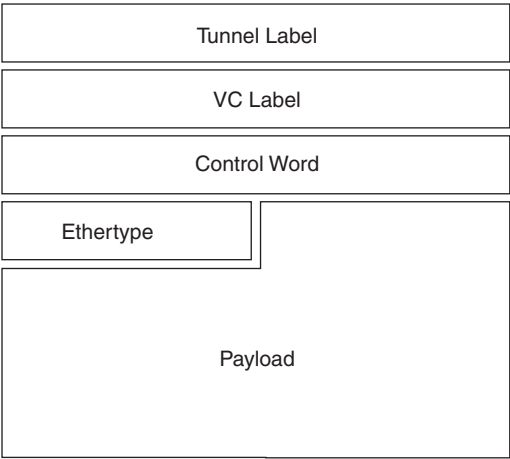 Tunnel Label
VC Label
Control Word
Ethertype
Payload